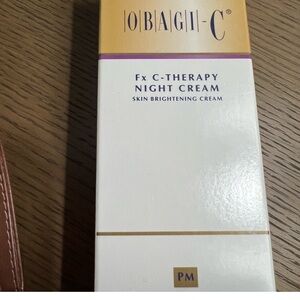 OBAGI-C®
Fx C-THERAPY
NIGHT CREAM
SKIN BRIGHTENING CREAM
PM